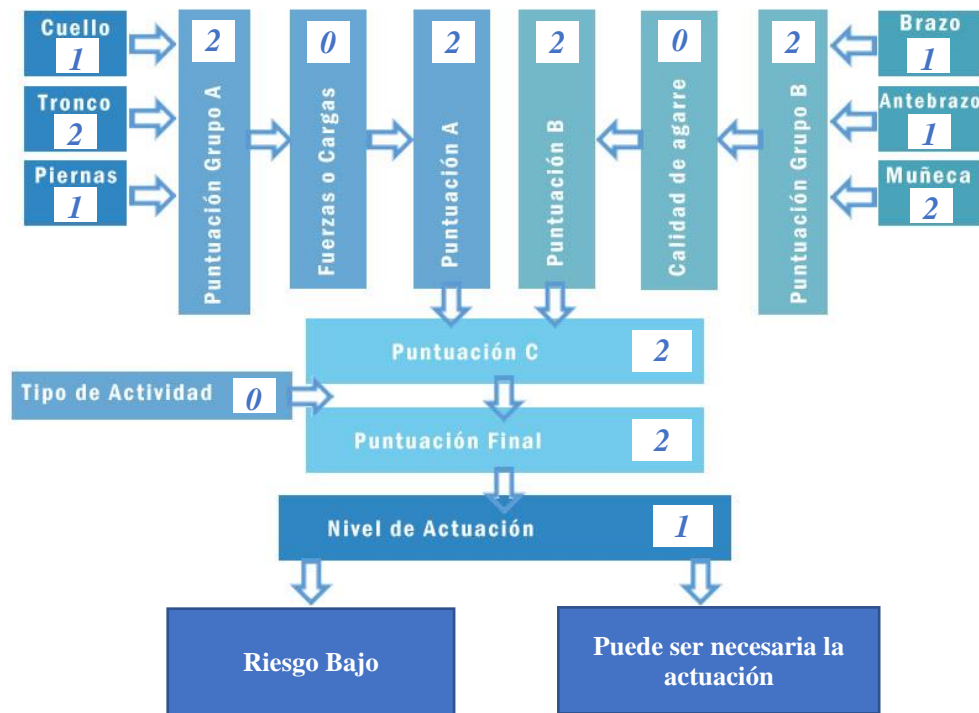 Cuello
1
Tronco
2
Piernas
1
2
Puntuación Grupo A
0
Fuerzas o Cargas
2
Puntuación A
2
Puntuación B
0
Calidad de agarre
2
Puntuación Grupo B
Brazo
1
Antebrazo
1
Muñeca
2
Puntuación C 2
Tipo de Actividad 0
Puntuación Final 2
Nivel de Actuación 1
Riesgo Bajo
Puede ser necesaria la
actuación